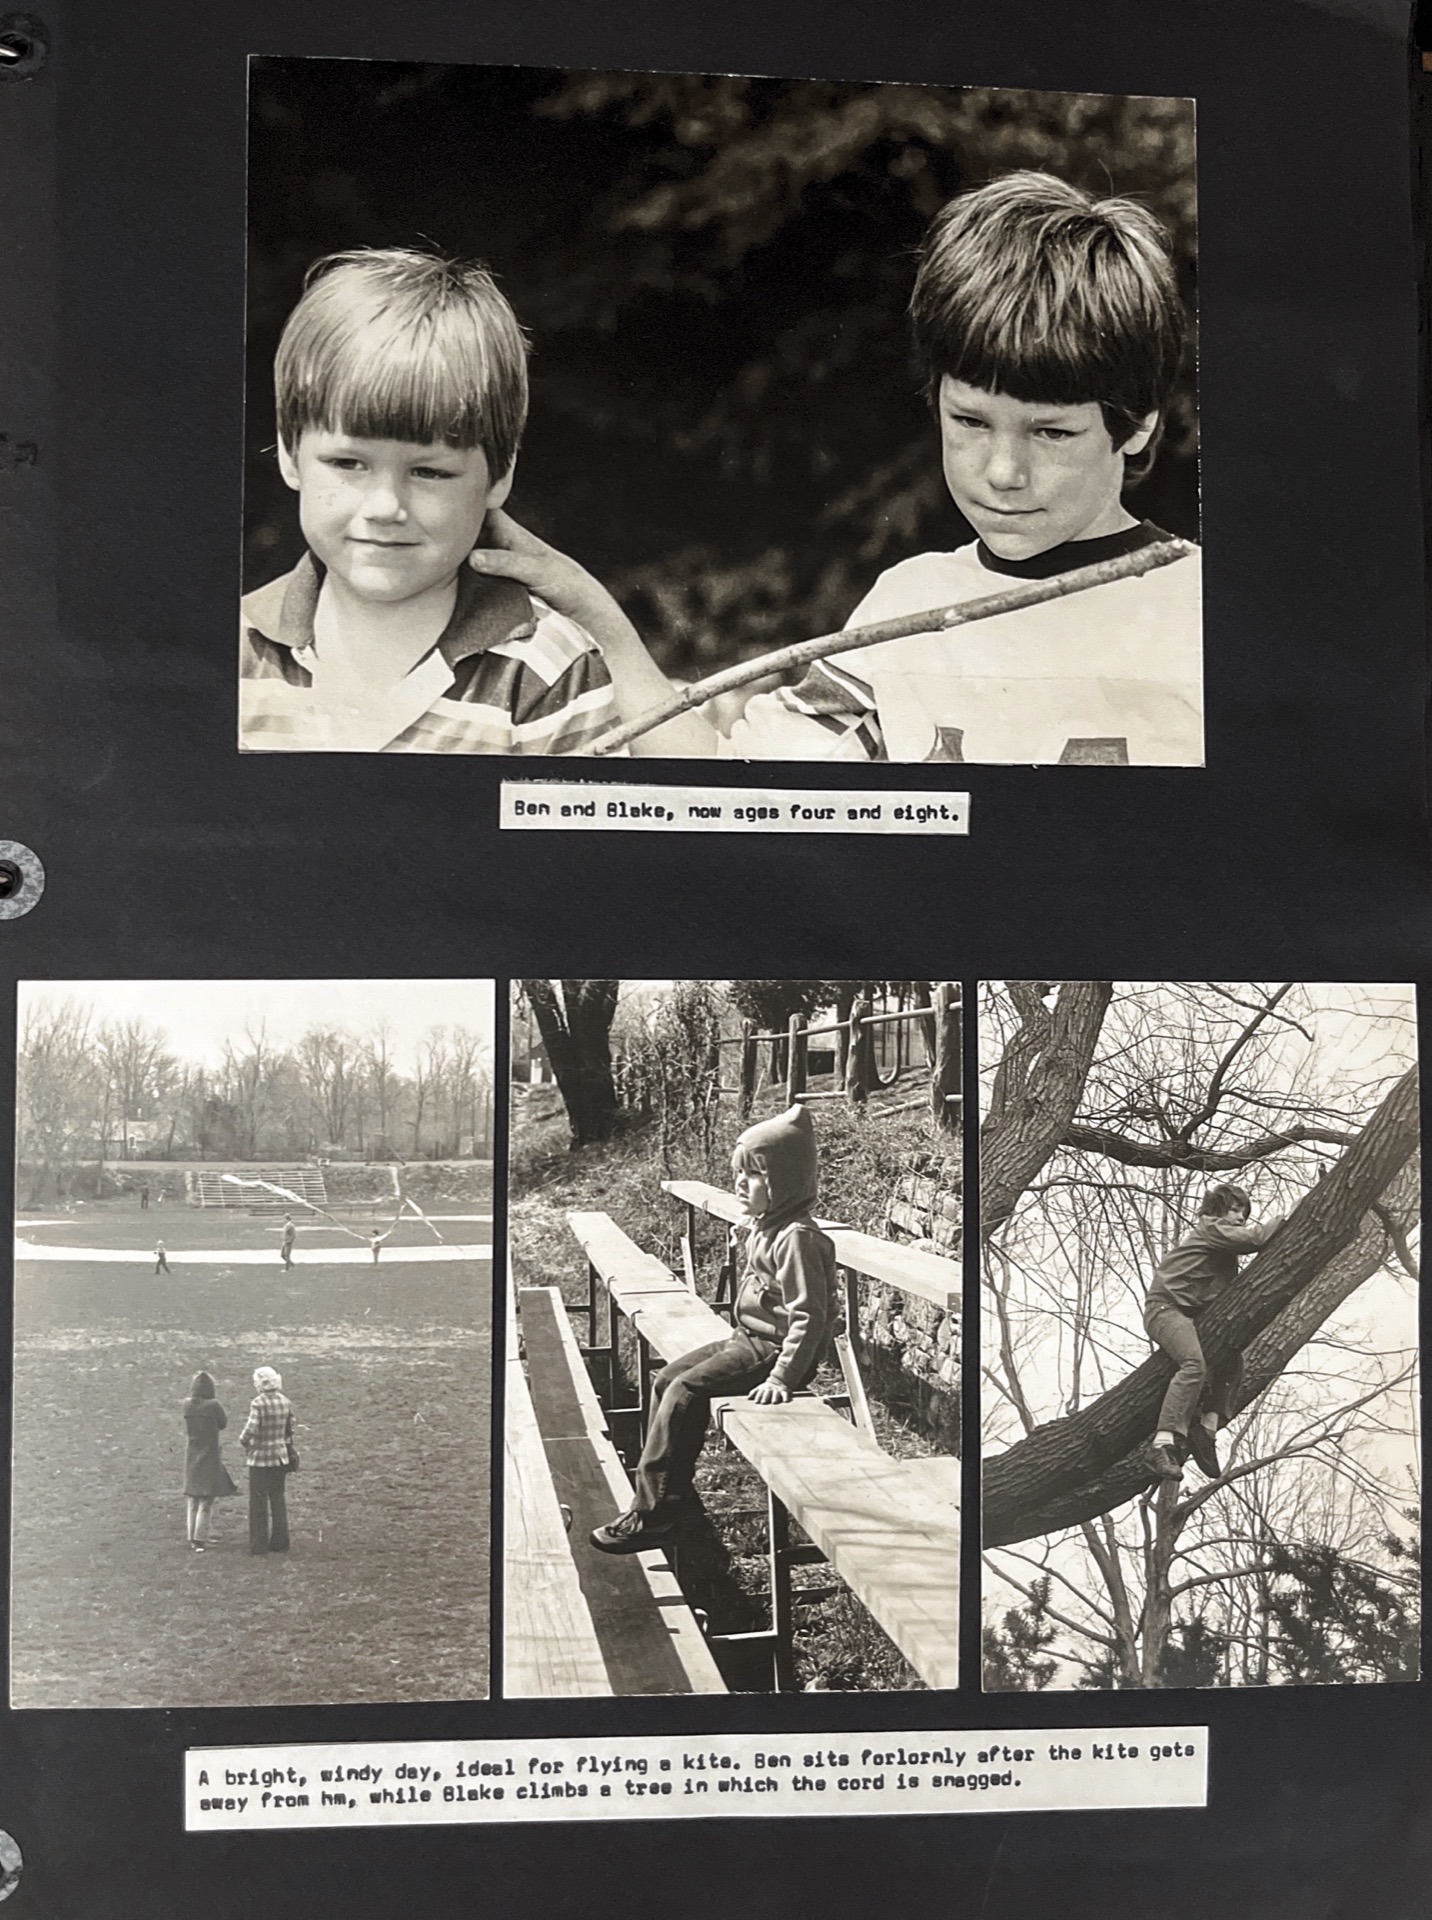 Ben and Blake, now ages four and eight.
A bright, windy day, ideal for flying a kite. Ben sits forlornly after the kite gets
away from hm, while Blake climbs a tree in which the cord is snagged.